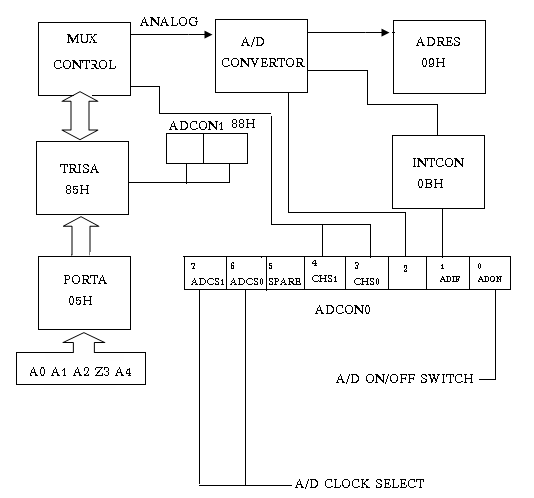 MUX
CONTROL
ANALOG
A/D
CONVERTOR
ADRES
09H
ADCON1 88H
TRISA
85H
INTCON
0BH
PORTA
05H
7 6 5 4 3 2 1 0
ADCS1 ADCS0 SPARE CHS1 CHS0 ADIF ADON
ADCON0
A0 A1 A2 Z3 A4
A/D ON/OFF SWITCH
A/D CLOCK SELECT